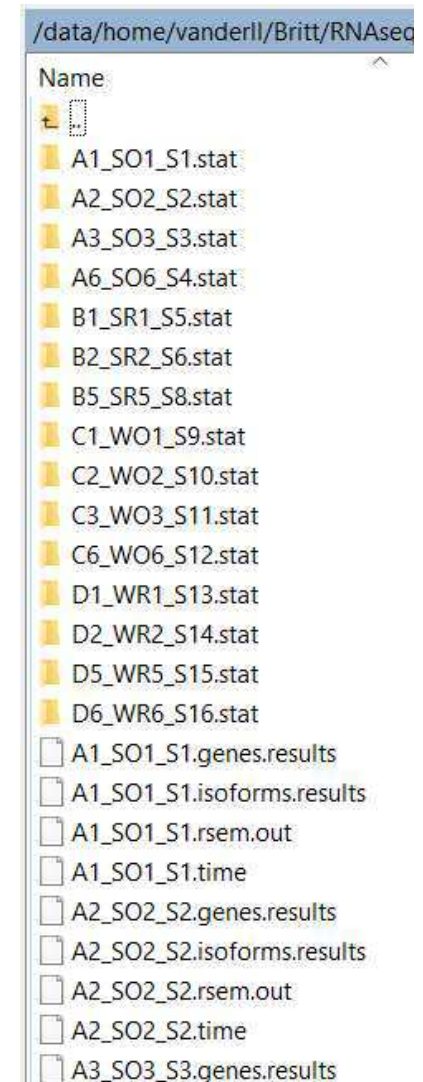 /data/home/vanderll/Britt/RNAseq
Name
..
A1_SO1_S1.stat
A2_SO2_S2.stat
A3_SO3_S3.stat
A6_SO6_S4.stat
B1_SR1_S5.stat
B2_SR2_S6.stat
B5_SR5_S8.stat
C1_WO1_S9.stat
C2_WO2_S10.stat
C3_WO3_S11.stat
C6_WO6_S12.stat
D1_WR1_S13.stat
D2_WR2_S14.stat
D5_WR5_S15.stat
D6_WR6_S16.stat
A1_SO1_S1.genes.results
A1_SO1_S1.isoforms.results
A1_SO1_S1.rsem.out
A1_SO1_S1.time
A2_SO2_S2.genes.results
A2_SO2_S2.isoforms.results
A2_SO2_S2.rsem.out
A2_SO2_S2.time
A3_SO3_S3.genes.results